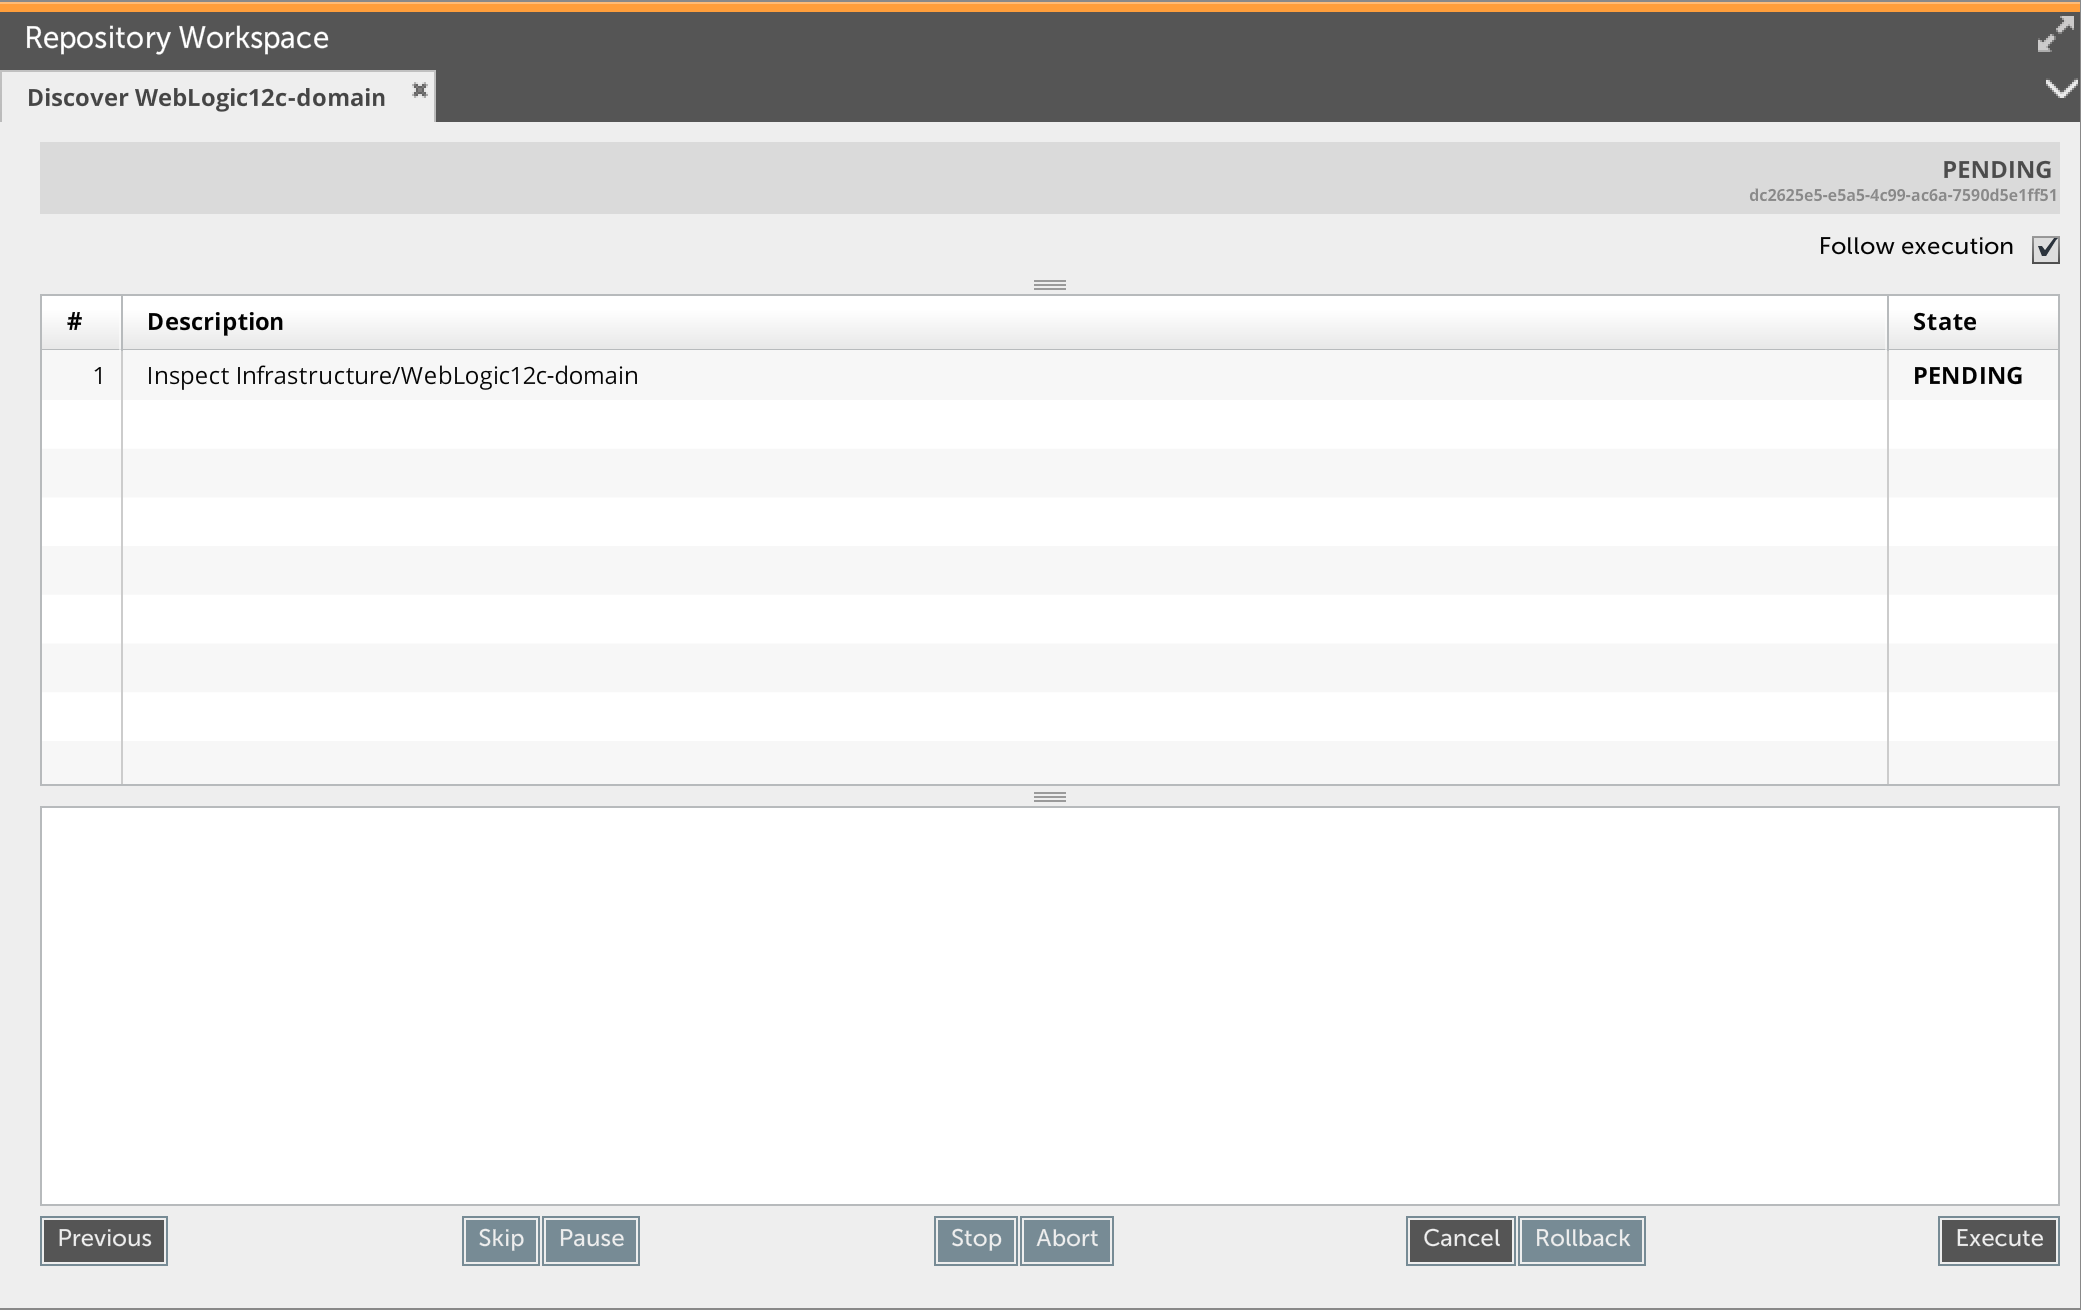 Repository Workspace
Discover WebLogic12c-domain
PENDING
dc2625e5-e5a5-4c99-ac6a-7590d5e1ff51
Follow execution
# Description State
1 Inspect Infrastructure/WebLogic12c-domain PENDING
Previous Skip Pause Stop Abort Cancel Rollback Execute